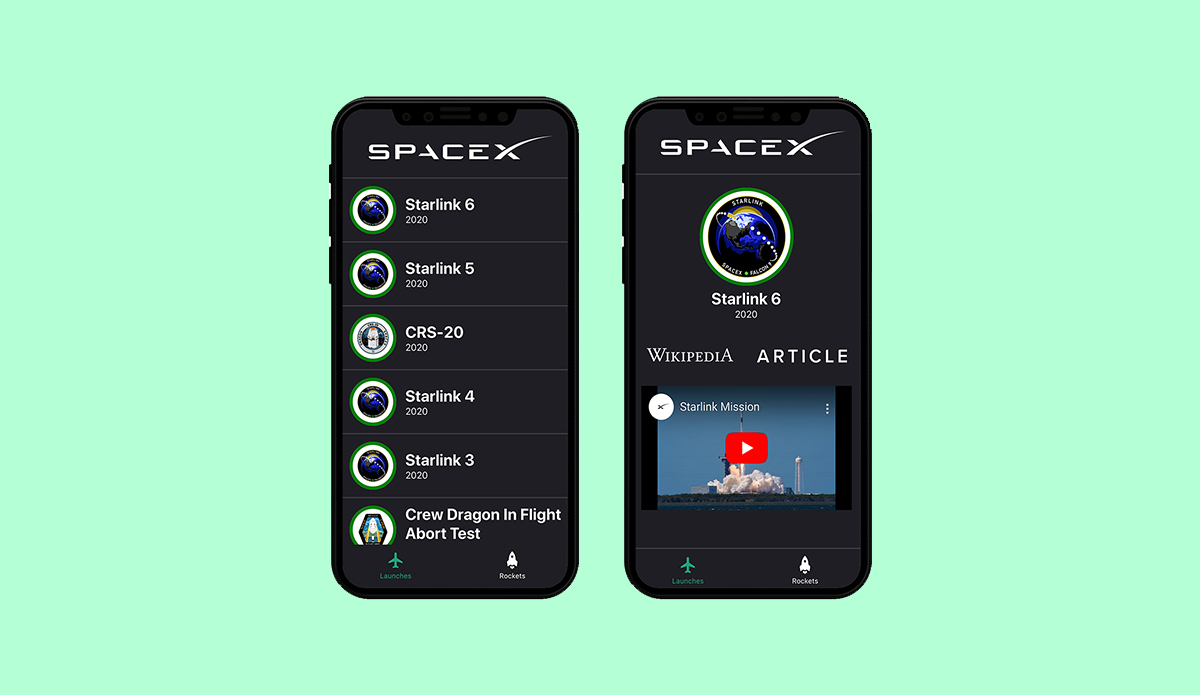 SPACEX
Starlink 6
2020
Starlink 5
2020
CRS-20
2020
Starlink 4
2020
Starlink 3
2020
Crew Dragon In Flight
Abort Test
Launches
Rockets
SPACEX
STARLINK
SPACEX FALCON 9
Starlink 6
2020
WIKIPEDIA
ARTICLE
Starlink Mission
Launches
Rockets